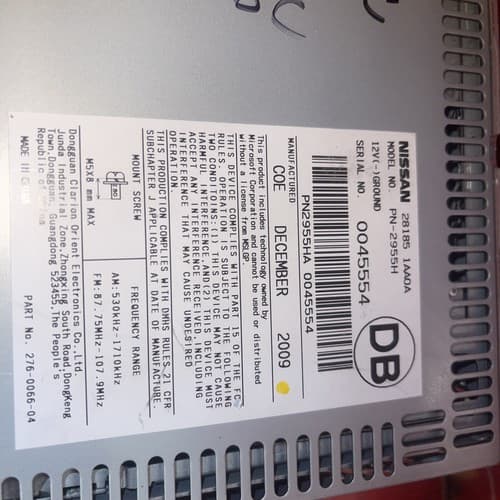 NISSAN 28185 1AA0A
MODEL NO. PN-2955H
12V(-)GROUND
SERIAL NO. 0045554
DB
PN2955HA 0045554
MANUFACTURED DECEMBER 2009
COE
This product includes technology owned by
Microsoft Corporation and cannot be used or distributed
without a license from MSLGP.
THIS DEVICE COMPLIES WITH PART 15 OF THE FCC
RULES. OPERATION IS SUBJECT TO THE FOLLOWING
TWO CONDITIOINS:(1) THIS DEVICE MAY NOT CAUSE
HARMFUL INTERFERENCE,AND(2) THIS DEVICE MUST
ACCEPT ANY INTERFERENCE RECEIVED,INCLUDING
INTERFERENCE THAT MAY CAUSE UNDESIRED
OPERATION.
THIS PRODUCTION COMPLIES WITH DHHS RULES 21 CFR
SUBCHAPTER J APPLICABLE AT DATE OF MANUFACTURE.
MOUNT SCREW
M5X8 mm MAX
FREQUENCY RANGE
AM:530kHz-1710kHz
FM:87.75MHz-107.9MHz
Dongguan Clarion Orient Electronics Co.,Ltd.
Junda Industrial Zone,Zhongxing South Road,DongKeng
Town,Dongguan,Guangdong 523455,The People's
Republic of China
MADE IN CHINA
PART No. 276-0066-04